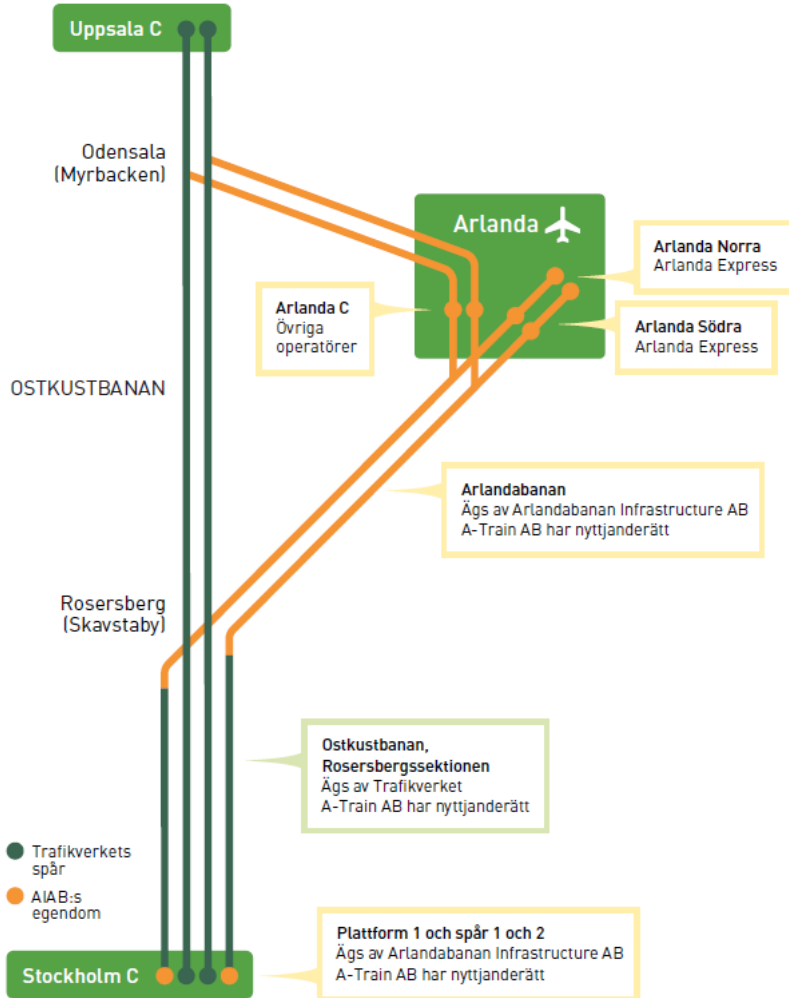 Uppsala C
Odensala
(Myrbacken)
Arlanda
Arlanda Norra
Arlanda Express
Arlanda C
Övriga
operatörer
Arlanda Södra
Arlanda Express
OSTKUSTBANAN
Arlandabanan
Ägs av Arlandabanan Infrastructure AB
A-Train AB har nyttjanderätt
Rosersberg
(Skavstaby)
Ostkustbanan,
Rosersbergssektionen
Ägs av Trafikverket
A-Train AB har nyttjanderätt
Trafikverkets
spår
AIAB:s
egendom
Plattform 1 och spår 1 och 2
Ägs av Arlandabanan Infrastructure AB
A-Train AB har nyttjanderätt
Stockholm C